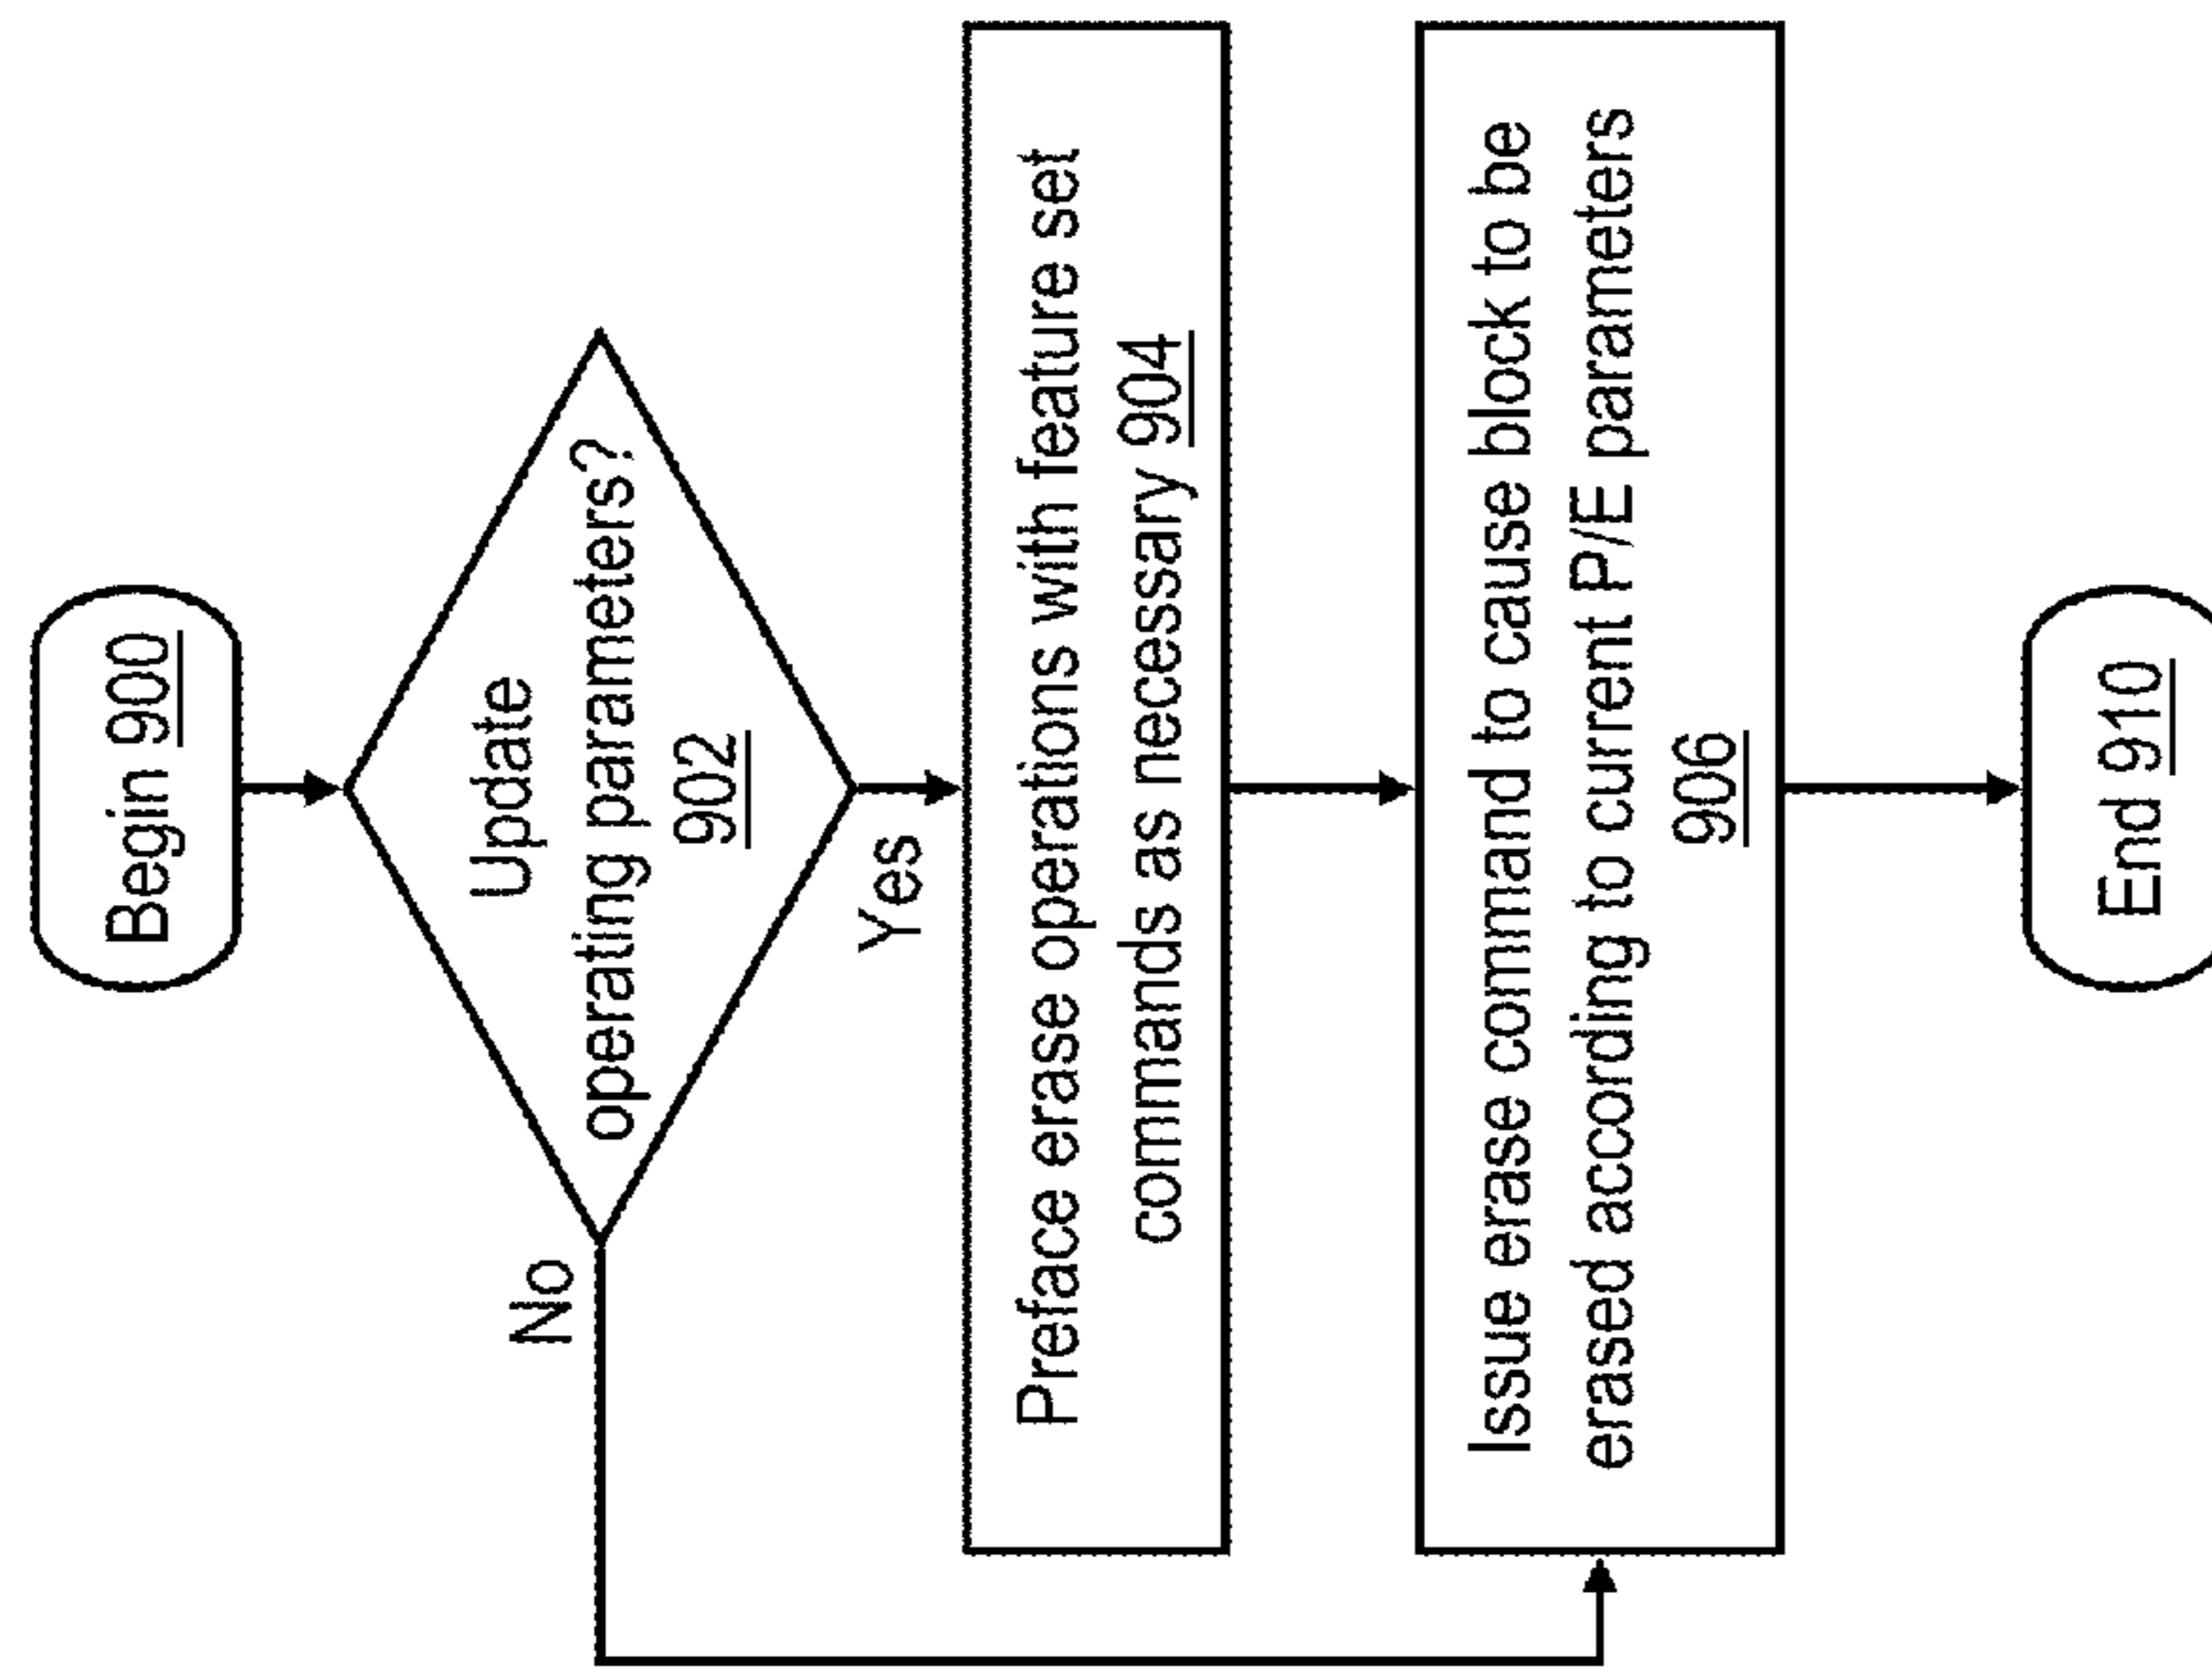 Begin 900
Update
operating parameters?
902
No
Yes
Preface erase operations with feature set
commands as necessary 904
Issue erase command to cause block to be
erased according to current P/E parameters
906
End 910